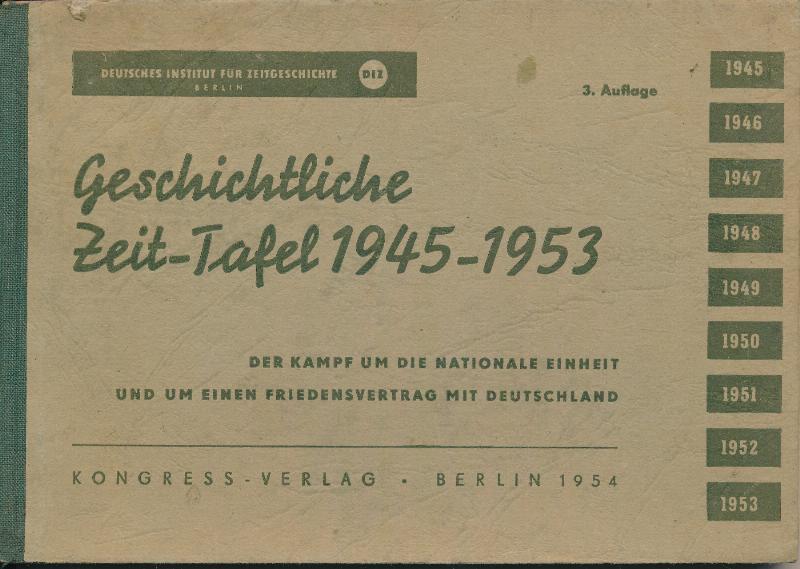 DEUTSCHES INSTITUT FÜR ZEITGESCHICHTE
BERLIN
DIZ
3. Auflage
Geschichtliche
Zeit-Tafel 1945-1953
DER KAMPF UM DIE NATIONALE EINHEIT
UND UM EINEN FRIEDENSVERTRAG MIT DEUTSCHLAND
KONGRESS-VERLAG • BERLIN 1954
1945
1946
1947
1948
1949
1950
1951
1952
1953